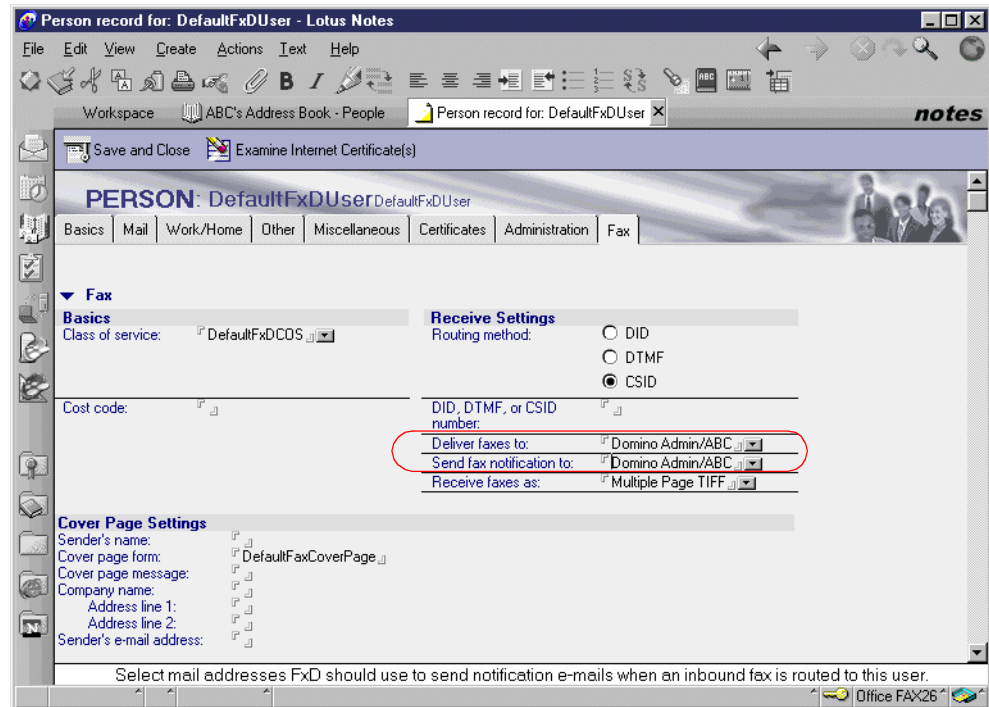 Person record for: DefaultFxDUser - Lotus Notes
File Edit View Create Actions Text Help
Workspace ABC's Address Book - People Person record for: DefaultFxDUser notes
Save and Close Examine Internet Certificate(s)
PERSON: DefaultFxDUser DefaultFxDUser
Basics Mail Work/Home Other Miscellaneous Certificates Administration Fax
Fax
Basics Receive Settings
Class of service: DefaultFxDCOS Routing method: DID
DTMF
CSID
Cost code: DID, DTMF, or CSID
number:
Deliver faxes to: Domino Admin/ABC
Send fax notification to: Domino Admin/ABC
Receive faxes as: Multiple Page TIFF
Cover Page Settings
Sender's name:
Cover page form: DefaultFaxCoverPage
Cover page message:
Company name:
Address line 1:
Address line 2:
Sender's e-mail address:
Select mail addresses FxD should use to send notification e-mails when an inbound fax is routed to this user.
Office FAX26